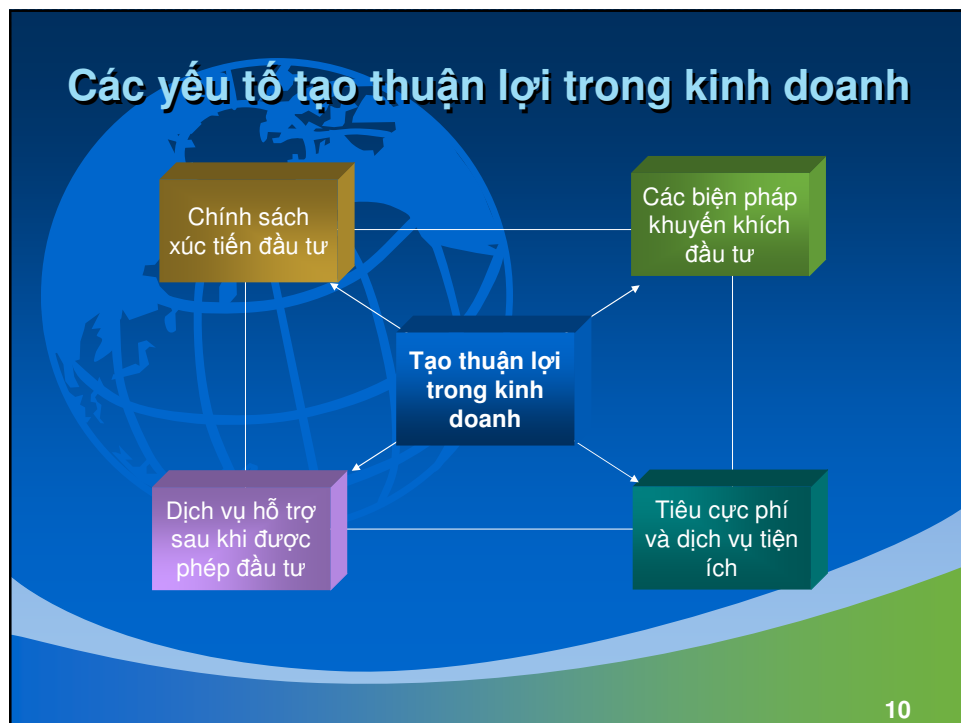 Các yếu tố tạo thuận lợi trong kinh doanh
Chính sách
xúc tiến đầu tư
Các biện pháp
khuyến khích
đầu tư
Tạo thuận lợi
trong kinh
doanh
Dịch vụ hỗ trợ
sau khi được
phép đầu tư
Tiêu cực phí
và dịch vụ tiện
ích
10